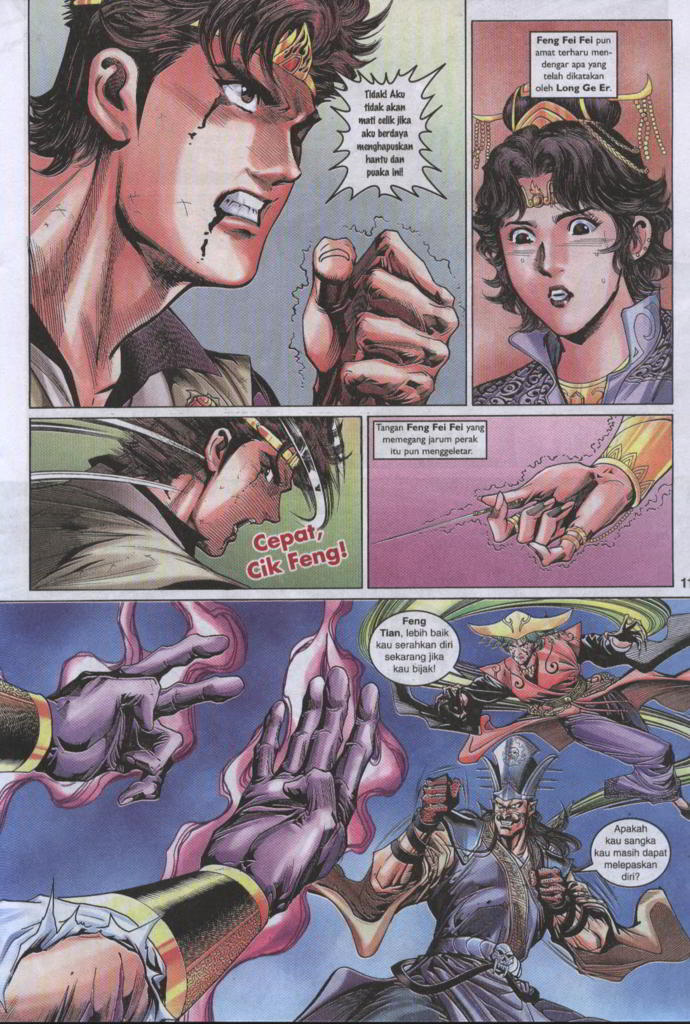 Tidak! Aku
tidak akan
mati celik jika
aku berdaya
menghapuskan
hantu dan
puaka ini!
Feng Fei Fei pun
amat terharu men-
dengar apa yang
telah dikatakan
oleh Long Ge Er.
Cepat,
Cik Feng!
Tangan Feng Fei Fei yang
memegang jarum perak
itu pun menggeletar.
Feng
Tian, lebih baik
kau serahkan diri
sekarang jika
kau bijak!
Apakah
kau sangka
kau masih dapat
melepaskan
diri?